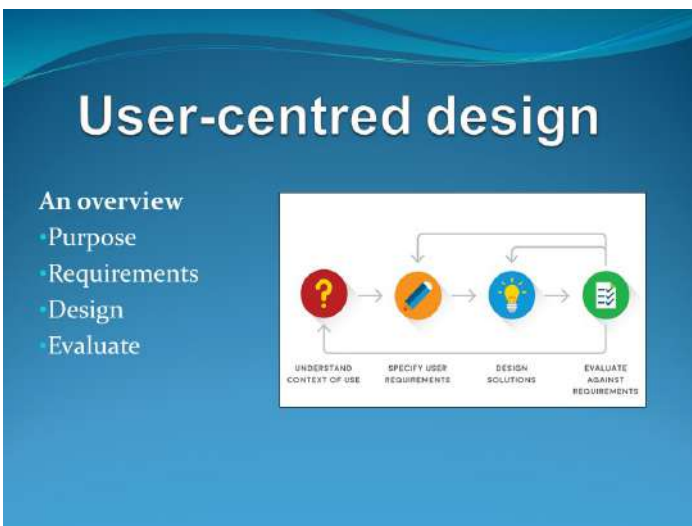 User-centred design
An overview
•Purpose
•Requirements
•Design
•Evaluate
?
UNDERSTAND
CONTEXT OF USE
SPECIFY USER
REQUIREMENTS
DESIGN
SOLUTIONS
EVALUATE
AGAINST
REQUIREMENTS